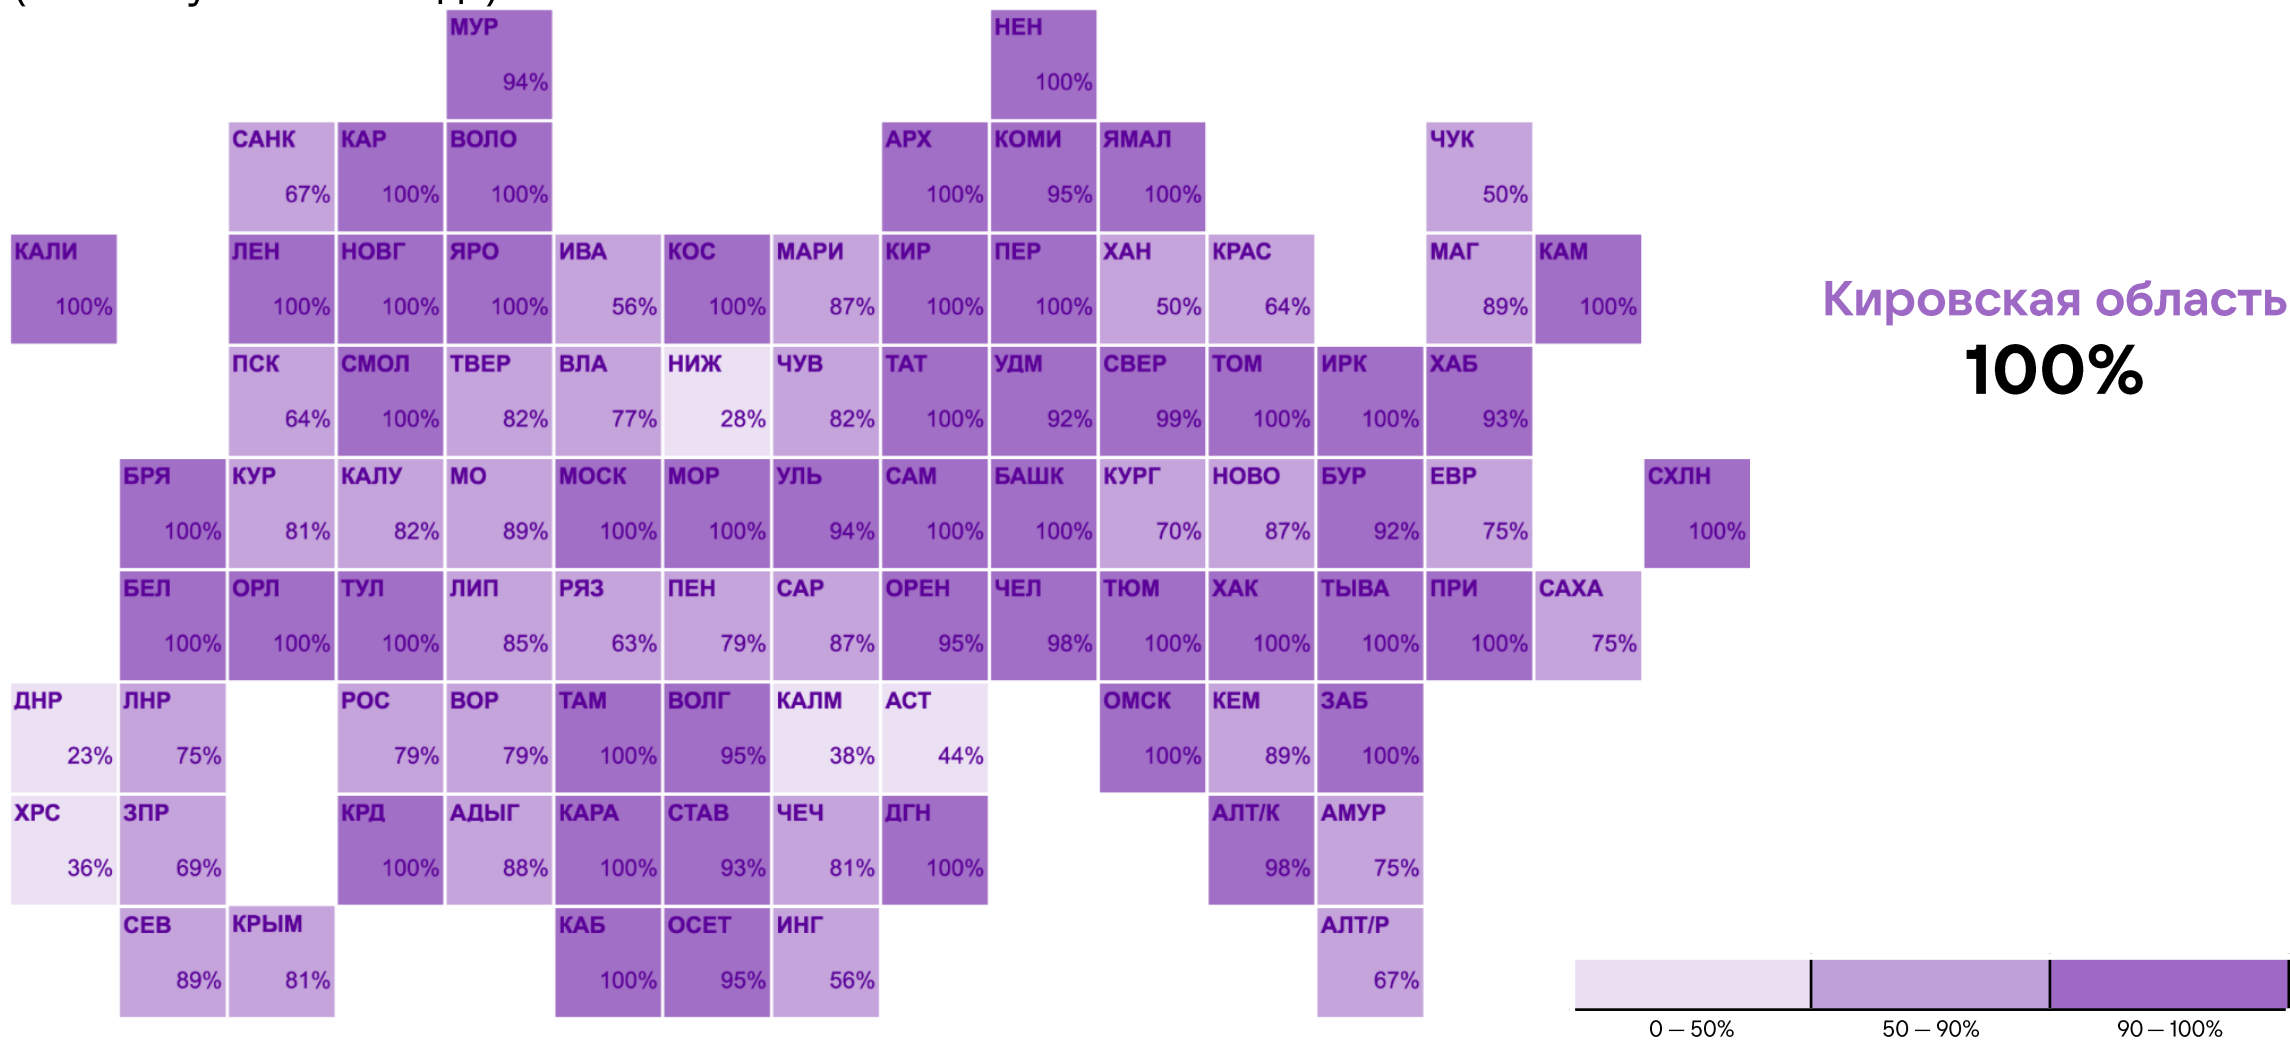 МУР НЕН
94% 100%
САНК КАР ВОЛО АРХ КОМИ ЯМАЛ ЧУК
67% 100% 100% 100% 95% 100% 50%
КАЛИ ЛЕН НОВГ ЯРО ИВА КОС МАРИ КИР ПЕР ХАН КРАС МАГ КАМ
100% 100% 100% 100% 56% 100% 87% 100% 100% 50% 64% 89% 100%
Кировская область
100%
ПСК СМОЛ ТВЕР ВЛА НИЖ ЧУВ ТАТ УДМ СВЕР ТОМ ИРК ХАБ
64% 100% 82% 77% 28% 82% 100% 92% 99% 100% 100% 93%
БРЯ КУР КАЛУ МО МОСК МОР УЛЬ САМ БАШК КУРГ НОВО БУР ЕВР СХЛН
100% 81% 82% 89% 100% 100% 94% 100% 100% 70% 87% 92% 75% 100%
БЕЛ ОРЛ ТУЛ ЛИП РЯЗ ПЕН САР ОРЕН ЧЕЛ ТЮМ ХАК ТЫВА ПРИ САХА
100% 100% 100% 85% 63% 79% 87% 95% 98% 100% 100% 100% 100% 75%
ДНР ЛНР РОС ВОР ТАМ ВОЛГ КАЛМ АСТ ОМСК КЕМ ЗАБ
23% 75% 79% 79% 100% 95% 38% 44% 100% 89% 100%
ХРС ЗПР КРД АДЫГ КАРА СТАВ ЧЕЧ ДГН АЛТ/К АМУР
36% 69% 100% 88% 100% 93% 81% 100% 98% 75%
СЕВ КРЫМ КАБ ОСЕТ ИНГ АЛТ/Р
89% 81% 100% 95% 56% 67%
0 — 50% 50 — 90% 90 — 100%